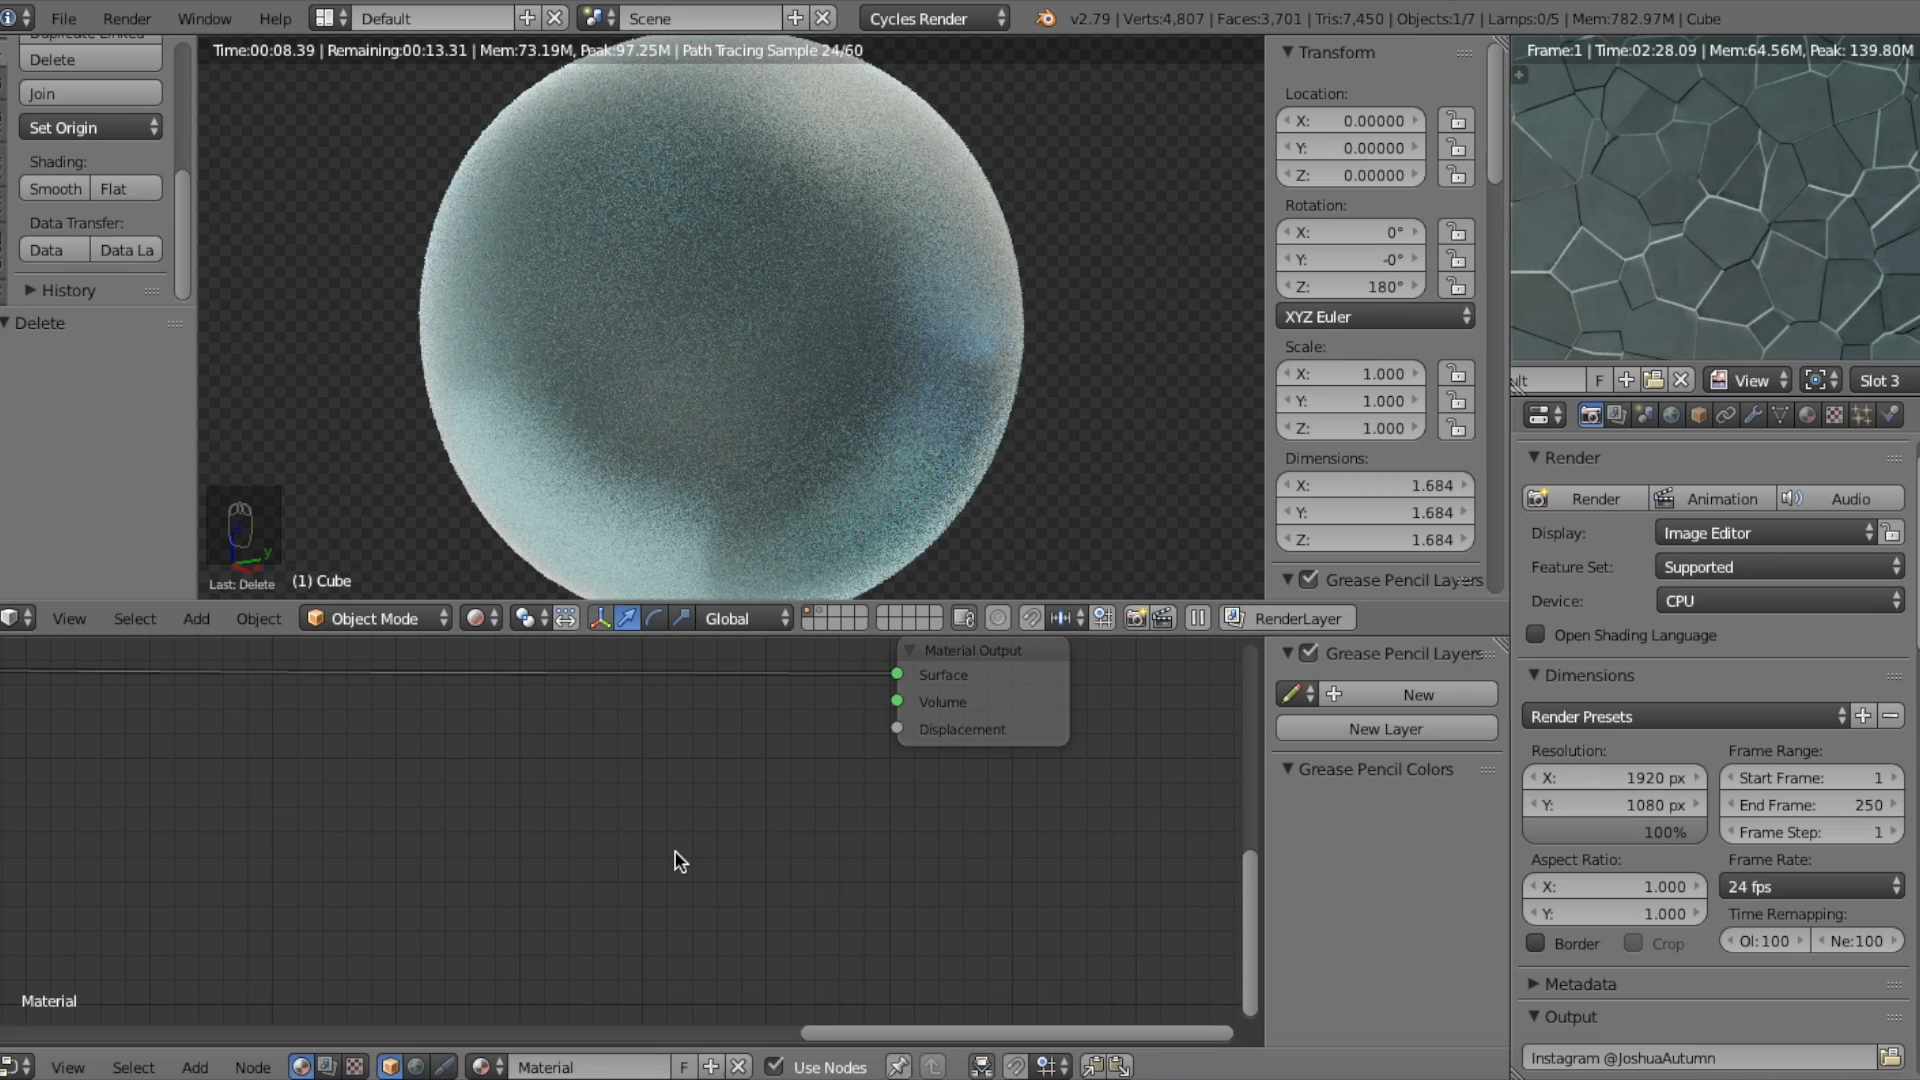 File Render Window Help Default Scene Cycles Render v2.79 | Verts:4,807 | Faces:3,701 | Tris:7,450 | Objects:1/7 | Lamps:0/5 | Mem:782.97M | Cube
Duplicate Linked
Delete
Join
Set Origin
Shading:
Smooth Flat
Data Transfer:
Data Data La
History
Delete
Time:00:08.39 | Remaining:00:13.31 | Mem:73.19M, Peak:97.25M | Path Tracing Sample 24/60
y
Last: Delete
(1) Cube
View Select Add Object Object Mode Global RenderLayer
Transform
Location:
X: 0.00000
Y: 0.00000
Z: 0.00000
Rotation:
X: 0°
Y: -0°
Z: 180°
XYZ Euler
Scale:
X: 1.000
Y: 1.000
Z: 1.000
Dimensions:
X: 1.684
Y: 1.684
Z: 1.684
Grease Pencil Layers
Material Output
Surface
Volume
Displacement
Material
Grease Pencil Layers
New
New Layer
Grease Pencil Colors
View Select Add Node Material F Use Nodes
Frame:1 | Time:02:28.09 | Mem:64.56M, Peak: 139.80M
ult F View Slot 3
Render
Render Animation Audio
Display: Image Editor
Feature Set: Supported
Device: CPU
Open Shading Language
Dimensions
Render Presets
Resolution: Frame Range:
X: 1920 px Start Frame: 1
Y: 1080 px End Frame: 250
100% Frame Step: 1
Aspect Ratio: Frame Rate:
X: 1.000 24 fps
Y: 1.000 Time Remapping:
Border Crop Ol:100 Ne:100
Metadata
Output
Instagram @JoshuaAutumn